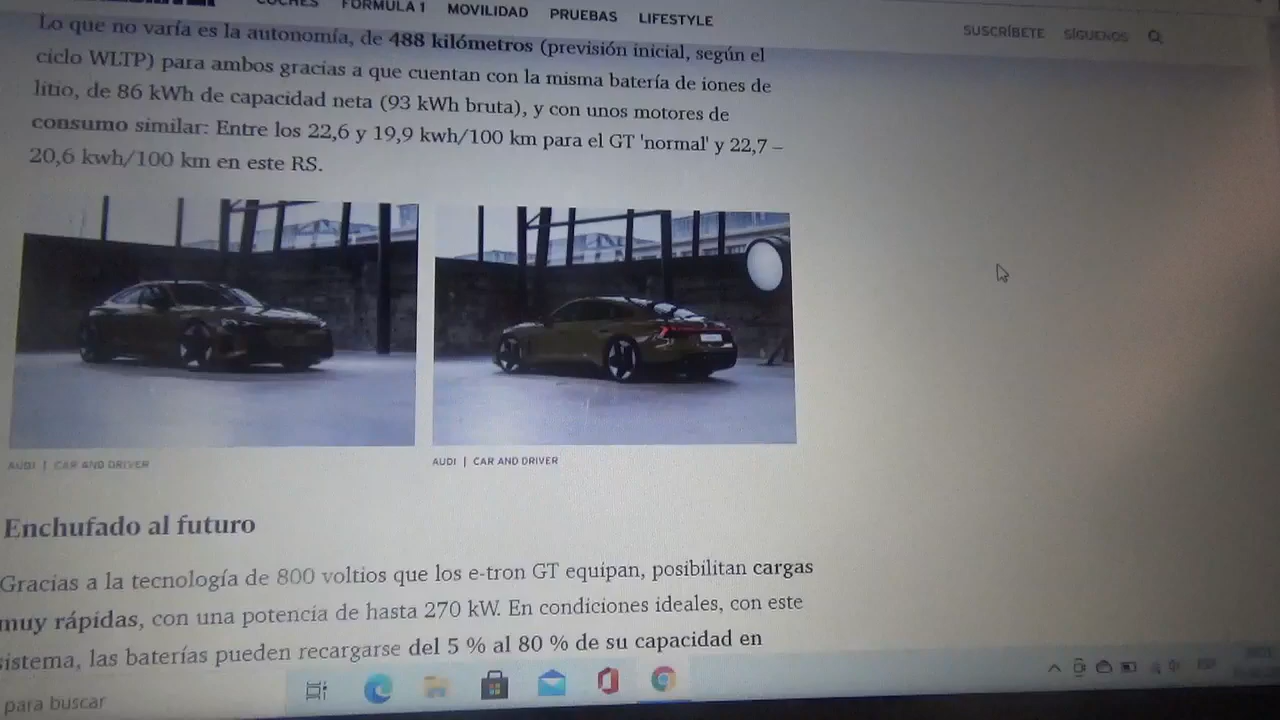 COCHES FÓRMULA 1 MOVILIDAD PRUEBAS LIFESTYLE SUSCRÍBETE SÍGUENOS
Lo que no varía es la autonomía, de 488 kilómetros (previsión inicial, según el
ciclo WLTP) para ambos gracias a que cuentan con la misma batería de iones de
litio, de 86 kWh de capacidad neta (93 kWh bruta), y con unos motores de
consumo similar: Entre los 22,6 y 19,9 kwh/100 km para el GT 'normal' y 22,7 –
20,6 kwh/100 km en este RS.
AUDI | CAR AND DRIVER
AUDI | CAR AND DRIVER
Enchufado al futuro
Gracias a la tecnología de 800 voltios que los e-tron GT equipan, posibilitan cargas
muy rápidas, con una potencia de hasta 270 kW. En condiciones ideales, con este
sistema, las baterías pueden recargarse del 5 % al 80 % de su capacidad en
para buscar